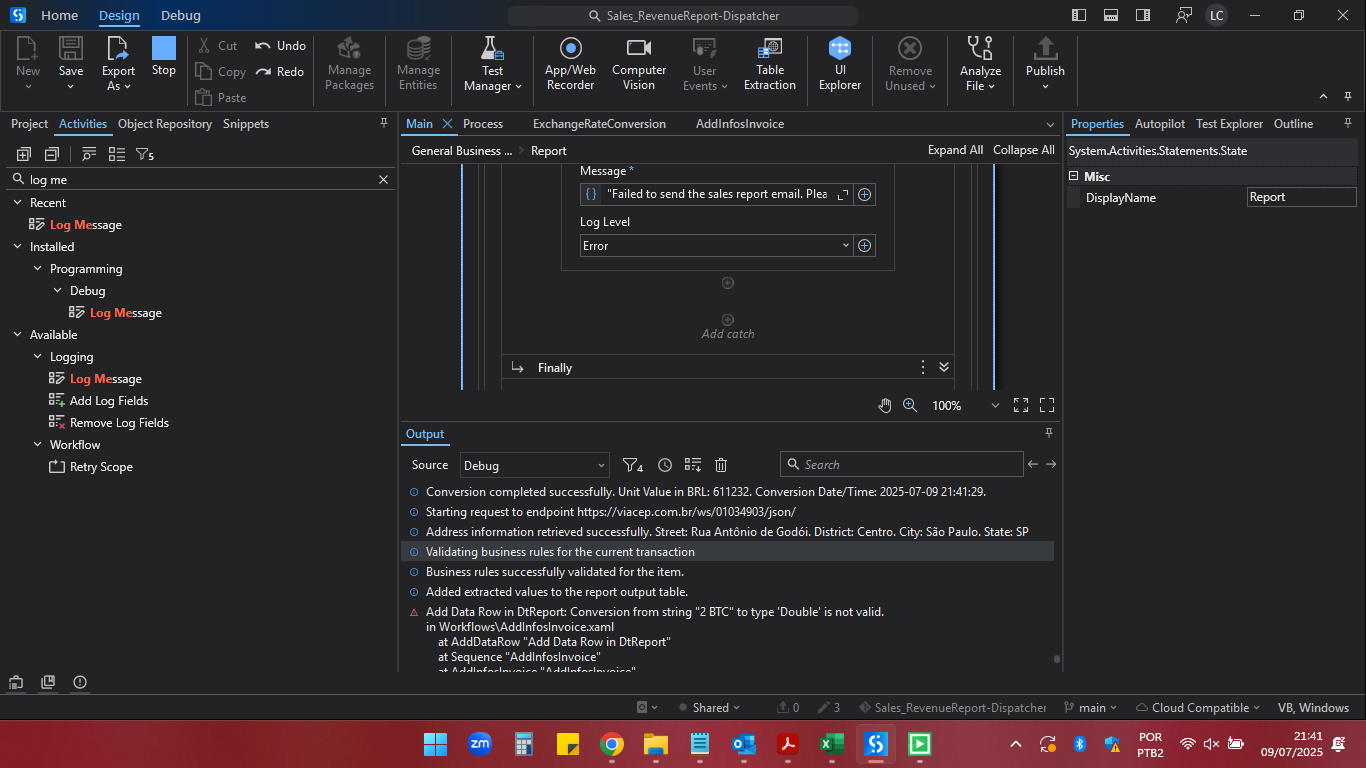 Home Design Debug
Sales_RevenueReport-Dispatcher
LC
New
Save
Export As
Stop
Cut
Copy
Paste
Undo
Redo
Manage Packages
Manage Entities
Test Manager
App/Web Recorder
Computer Vision
User Events
Table Extraction
UI Explorer
Remove Unused
Analyze File
Publish
Project Activities Object Repository Snippets
5
log me
Recent
Log Message
Installed
Programming
Debug
Log Message
Available
Logging
Log Message
Add Log Fields
Remove Log Fields
Workflow
Retry Scope
Main Process ExchangeRateConversion AddInfosInvoice
General Business ... Report
Expand All Collapse All
Message *
"Failed to send the sales report email. Plea
Log Level
Error
Add catch
Finally
100%
Output
Source Debug 4 Search
Conversion completed successfully. Unit Value in BRL: 611232. Conversion Date/Time: 2025-07-09 21:41:29.
Starting request to endpoint https://viacep.com.br/ws/01034903/json/
Address information retrieved successfully. Street: Rua Antônio de Godói. District: Centro. City: São Paulo. State: SP
Validating business rules for the current transaction
Business rules successfully validated for the item.
Added extracted values to the report output table.
Add Data Row in DtReport: Conversion from string "2 BTC" to type 'Double' is not valid.
in Workflows\AddInfosInvoice.xaml
at AddDataRow "Add Data Row in DtReport"
at Sequence "AddInfosInvoice"
at AddInfosInvoice "AddInfosInvoice"
Properties Autopilot Test Explorer Outline
System.Activities.Statements.State
Misc
DisplayName Report
Shared 0 3 Sales_RevenueReport-Dispatcher main Cloud Compatible VB, Windows
zm
POR
PTB2
21:41
09/07/2025